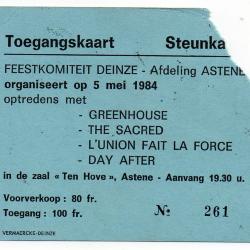 Toegangskaart Steunka
FEESTKOMITEIT DEINZE - Afdeling ASTENE
organiseert op 5 mei 1984
optredens met
- GREENHOUSE
- THE SACRED
- L'UNION FAIT LA FORCE
- DAY AFTER
in de zaal « Ten Hove », Astene - Aanvang 19.30 u.
Voorverkoop : 80 fr.
Toegang : 100 fr. № 261
VERMAERCKE-DEINZE